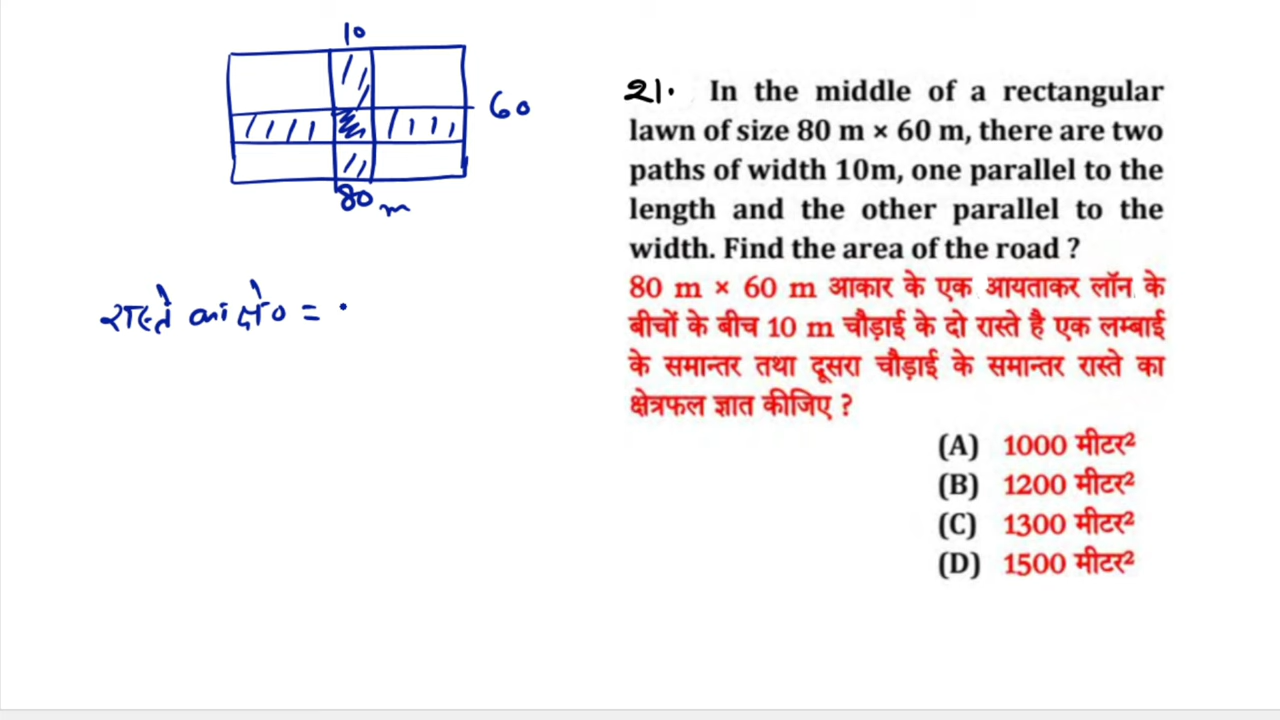 10
60
80 m
रास्ते का क्षे० =
21. In the middle of a rectangular
lawn of size 80 m × 60 m, there are two
paths of width 10m, one parallel to the
length and the other parallel to the
width. Find the area of the road ?
80 m × 60 m आकार के एक आयताकर लॉन के
बीचों के बीच 10 m चौड़ाई के दो रास्ते है एक लम्बाई
के समान्तर तथा दूसरा चौड़ाई के समान्तर रास्ते का
क्षेत्रफल ज्ञात कीजिए ?
(A) 1000 मीटर²
(B) 1200 मीटर²
(C) 1300 मीटर²
(D) 1500 मीटर²